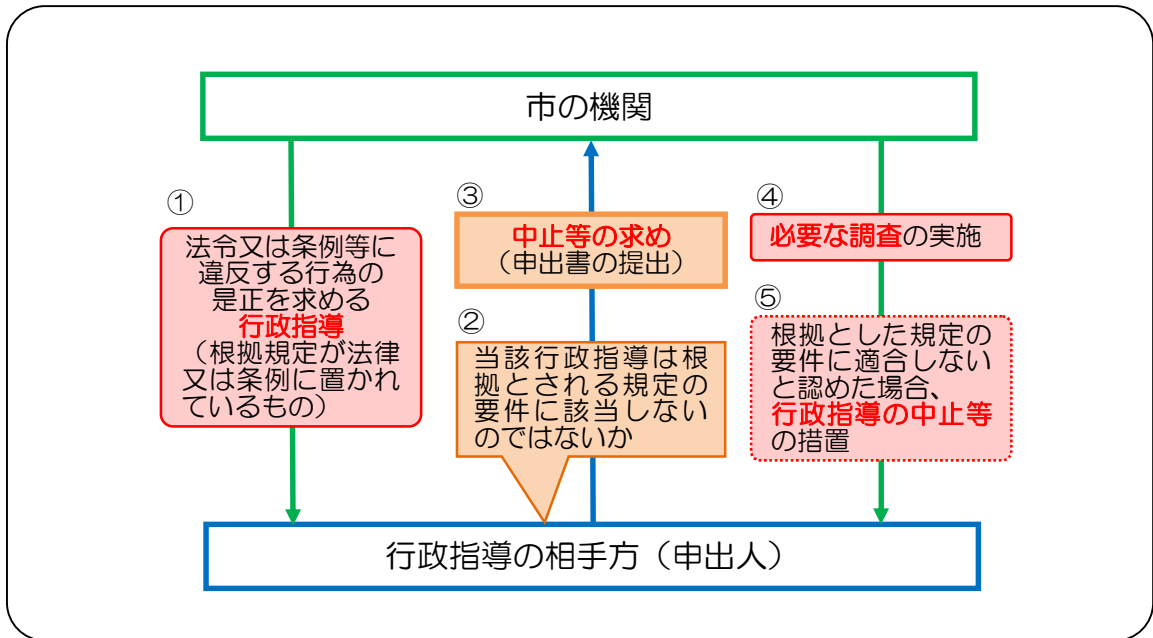 市の機関
①
法令又は条例等に
違反する行為の
是正を求める
行政指導
（根拠規定が法律
又は条例に置かれ
ているもの）
②
当該行政指導は根
拠とされる規定の
要件に該当しない
のではないか
③
中止等の求め
（申出書の提出）
④
必要な調査の実施
⑤
根拠とした規定の
要件に適合しない
と認めた場合、
行政指導の中止等
の措置
行政指導の相手方（申出人）